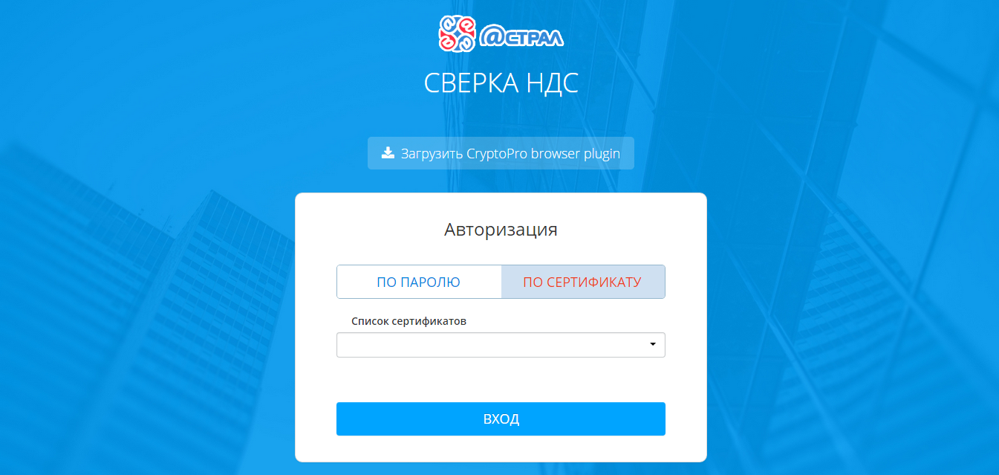 @СТРАЛ
СВЕРКА НДС
Загрузить CryptoPro browser plugin
Авторизация
ПО ПАРОЛЮ ПО СЕРТИФИКАТУ
Список сертификатов
ВХОД